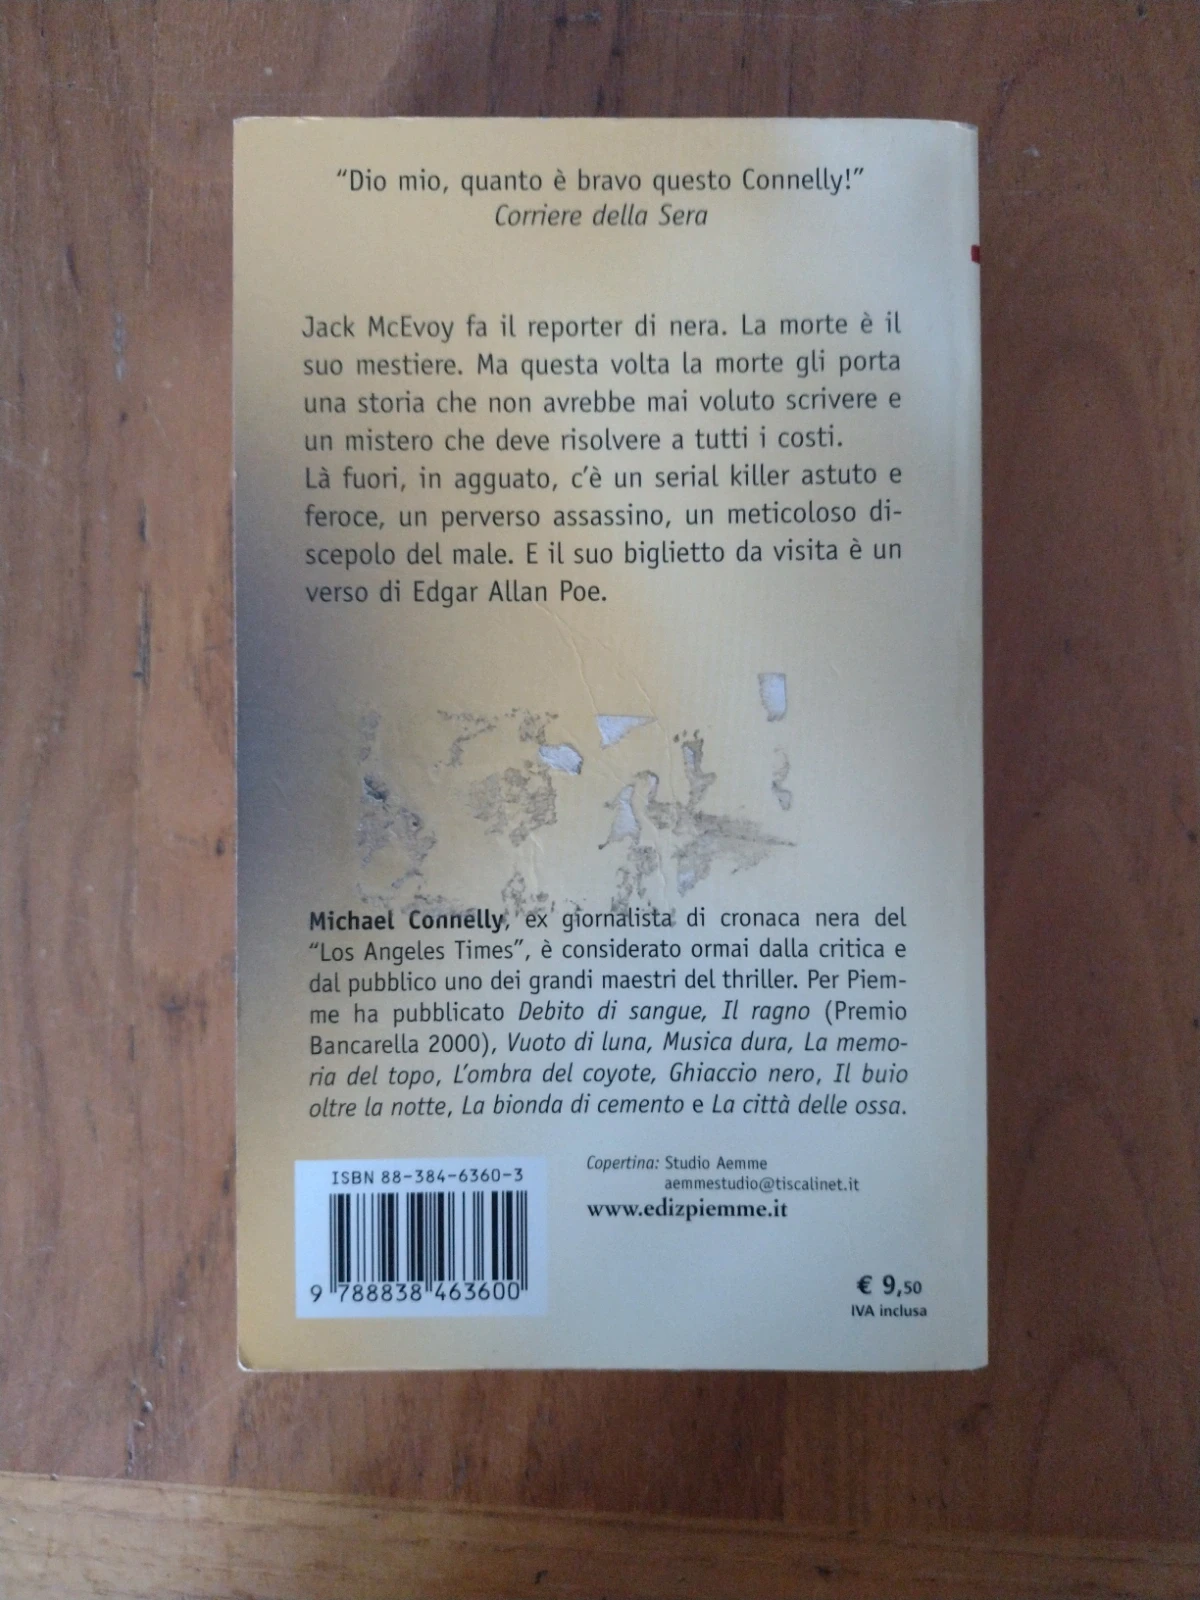 “Dio mio, quanto è bravo questo Connelly!”
Corriere della Sera
Jack McEvoy fa il reporter di nera. La morte è il
suo mestiere. Ma questa volta la morte gli porta
una storia che non avrebbe mai voluto scrivere e
un mistero che deve risolvere a tutti i costi.
Là fuori, in agguato, c’è un serial killer astuto e
feroce, un perverso assassino, un meticoloso di-
scepolo del male. E il suo biglietto da visita è un
verso di Edgar Allan Poe.
Michael Connelly, ex giornalista di cronaca nera del
“Los Angeles Times”, è considerato ormai dalla critica e
dal pubblico uno dei grandi maestri del thriller. Per Piem-
me ha pubblicato Debito di sangue, Il ragno (Premio
Bancarella 2000), Vuoto di luna, Musica dura, La memo-
ria del topo, L’ombra del coyote, Ghiaccio nero, Il buio
oltre la notte, La bionda di cemento e La città delle ossa.
ISBN 88-384-6360-3
9 788838 463600
Copertina: Studio Aemme
aemmestudio@tiscalinet.it
www.edizpiemme.it
€ 9,50
IVA inclusa